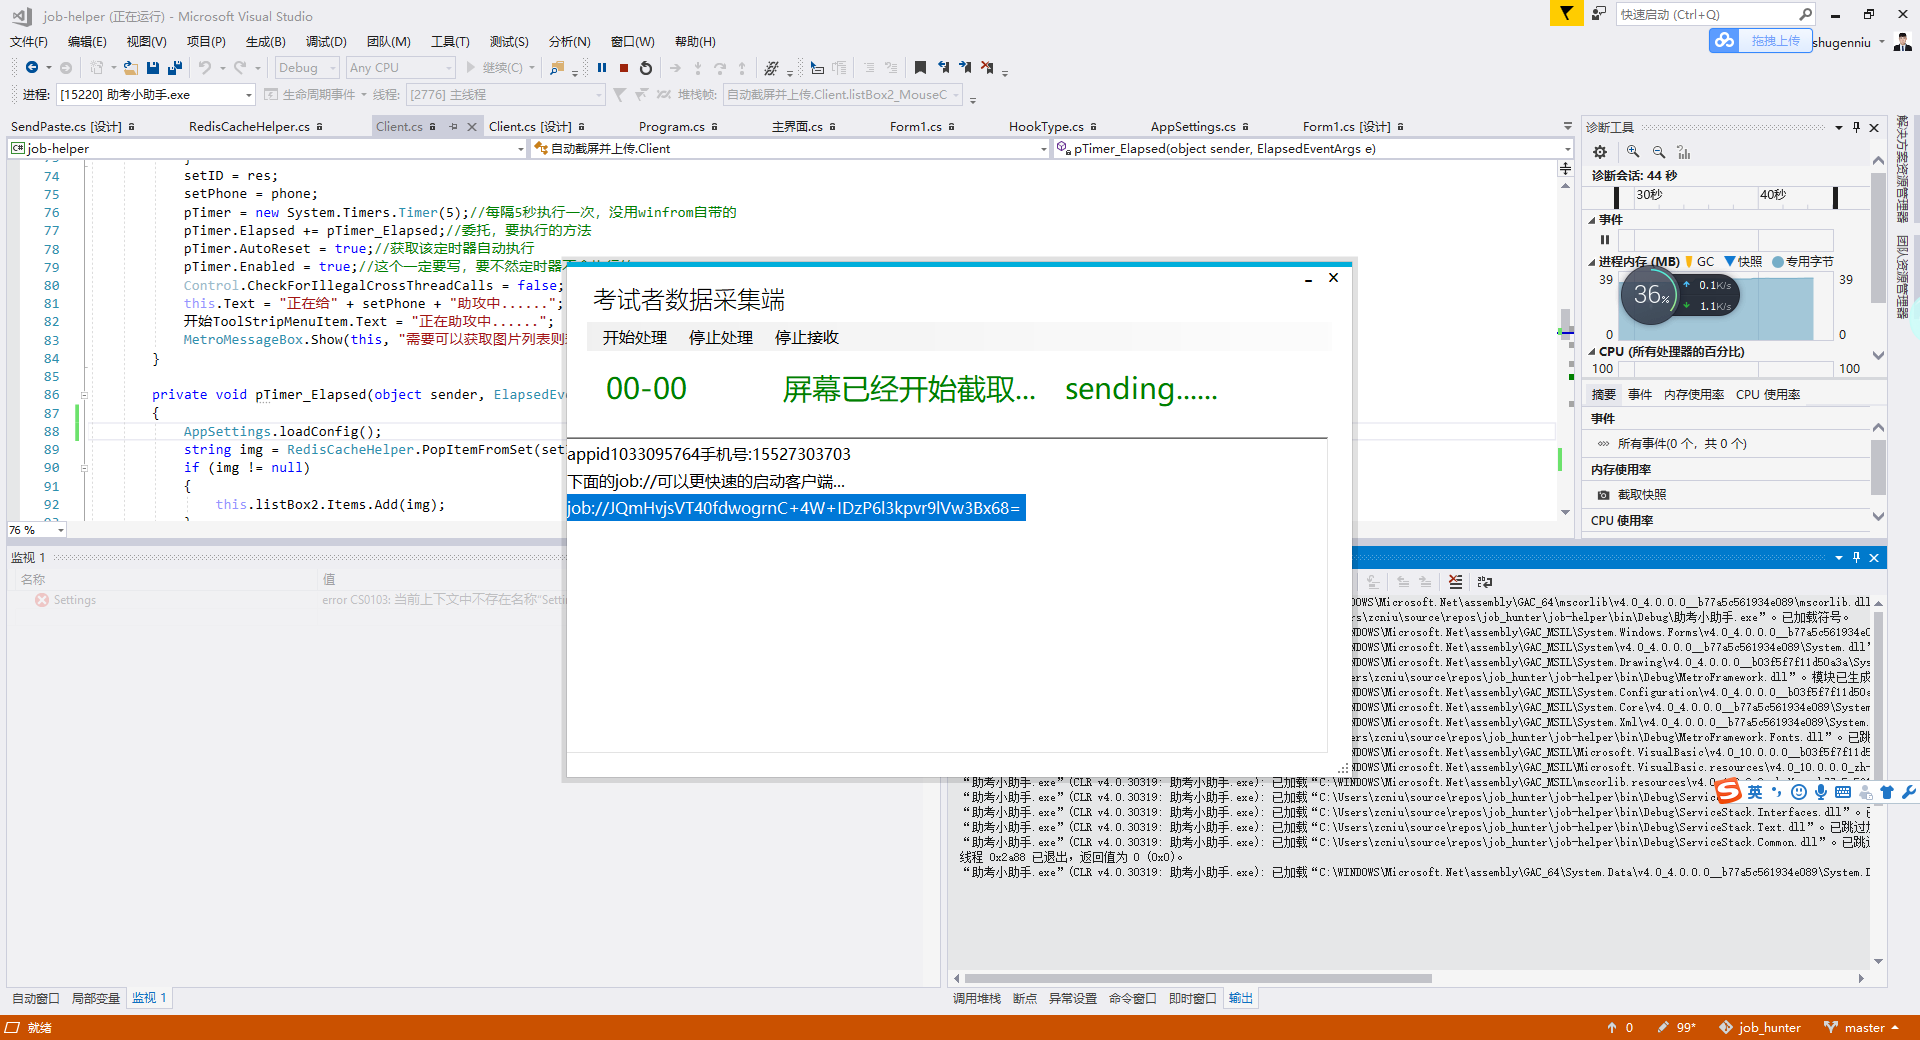 job-helper (正在运行) - Microsoft Visual Studio
快速启动 (Ctrl+Q)
文件(F) 编辑(E) 视图(V) 项目(P) 生成(B) 调试(D) 团队(M) 工具(T) 测试(S) 分析(N) 窗口(W) 帮助(H)
拖拽上传 shugenniu
Debug Any CPU 继续(C)
进程: [15220] 助考小助手.exe 生命周期事件 线程: [2776] 主线程 堆栈帧: 自动截屏并上传.Client.listBox2_MouseC
SendPaste.cs [设计] RedisCacheHelper.cs Client.cs Client.cs [设计] Program.cs 主界面.cs Form1.cs HookType.cs AppSettings.cs Form1.cs [设计]
job-helper 自动截屏并上传.Client pTimer_Elapsed(object sender, ElapsedEventArgs e)
74 setID = res;
75 setPhone = phone;
76 pTimer = new System.Timers.Timer(5);//每隔5秒执行一次，没用winfrom自带的
77 pTimer.Elapsed += pTimer_Elapsed;//委托，要执行的方法
78 pTimer.AutoReset = true;//获取该定时器自动执行
79 pTimer.Enabled = true;//这个一定要写，要不然定时器
80 Control.CheckForIllegalCrossThreadCalls = false;
81 this.Text = "正在给" + setPhone + "助攻中......";
82 开始ToolStripMenuItem.Text = "正在助攻中......";
83 MetroMessageBox.Show(this, "需要可以获取图片列表则
84 }
85
86 private void pTimer_Elapsed(object sender, ElapsedEv
87 {
88 AppSettings.loadConfig();
89 string img = RedisCacheHelper.PopItemFromSet(set
90 if (img != null)
91 {
92 this.listBox2.Items.Add(img);
76 %
考试者数据采集端
开始处理 停止处理 停止接收
00-00 屏幕已经开始截取... sending......
appid1033095764手机号:15527303703
下面的job://可以更快速的启动客户端...
job://JQmHvjsVT40fdwogrnC+4W+IDzP6l3kpvr9lVw3Bx68=
诊断工具
诊断会话: 44 秒
30秒 40秒
事件
进程内存 (MB) GC 快照 专用字节
39 39
36% 0.1K/s
1.1K/s
0 0
CPU (所有处理器的百分比)
100 100
摘要 事件 内存使用率 CPU 使用率
事件
所有事件(0 个，共 0 个)
内存使用率
截取快照
CPU 使用率
解决方案资源管理器
团队资源管理器
监视 1
名称 值
Settings error CS0103: 当前上下文中不存在名称"Setti
NDOWS\Microsoft.Net\assembly\GAC_64\mscorlib\v4.0_4.0.0.0__b77a5c561934e089\mscorlib.dll
rs\zcniu\source\repos\job_hunter\job-helper\bin\Debug\助考小助手.exe”。已加载符号。
NDOWS\Microsoft.Net\assembly\GAC_MSIL\System.Windows.Forms\v4.0_4.0.0.0__b77a5c561934e0
NDOWS\Microsoft.Net\assembly\GAC_MSIL\System\v4.0_4.0.0.0__b77a5c561934e089\System.dll”
NDOWS\Microsoft.Net\assembly\GAC_MSIL\System.Drawing\v4.0_4.0.0.0__b03f5f7f11d50a3a\Sys
rs\zcniu\source\repos\job_hunter\job-helper\bin\Debug\MetroFramework.dll”。模块已生成
NDOWS\Microsoft.Net\assembly\GAC_MSIL\System.Configuration\v4.0_4.0.0.0__b03f5f7f11d50a
NDOWS\Microsoft.Net\assembly\GAC_MSIL\System.Core\v4.0_4.0.0.0__b77a5c561934e089\System
NDOWS\Microsoft.Net\assembly\GAC_MSIL\System.Xml\v4.0_4.0.0.0__b77a5c561934e089\System.
rs\zcniu\source\repos\job_hunter\job-helper\bin\Debug\MetroFramework.Fonts.dll”。已跳
NDOWS\Microsoft.Net\assembly\GAC_MSIL\Microsoft.VisualBasic\v4.0_10.0.0.0__b03f5f7f11d5
NDOWS\Microsoft.Net\assembly\GAC_MSIL\Microsoft.VisualBasic.resources\v4.0_10.0.0.0_zh-
“助考小助手.exe”(CLR v4.0.30319: 助考小助手.exe): 已加载“C:\WINDOWS\Microsoft.Net\assembly\GAC_MSIL\mscorlib.resources\v4.0
“助考小助手.exe”(CLR v4.0.30319: 助考小助手.exe): 已加载“C:\Users\zcniu\source\repos\job_hunter\job-helper\bin\Debug\Service
“助考小助手.exe”(CLR v4.0.30319: 助考小助手.exe): 已加载“C:\Users\zcniu\source\repos\job_hunter\job-helper\bin\Debug\ServiceStack.Interfaces.dll”。
“助考小助手.exe”(CLR v4.0.30319: 助考小助手.exe): 已加载“C:\Users\zcniu\source\repos\job_hunter\job-helper\bin\Debug\ServiceStack.Text.dll”。已跳过
“助考小助手.exe”(CLR v4.0.30319: 助考小助手.exe): 已加载“C:\Users\zcniu\source\repos\job_hunter\job-helper\bin\Debug\ServiceStack.Common.dll”。已跳
线程 0x2a88 已退出，返回值为 0 (0x0)。
“助考小助手.exe”(CLR v4.0.30319: 助考小助手.exe): 已加载“C:\WINDOWS\Microsoft.Net\assembly\GAC_64\System.Data\v4.0_4.0.0.0__b77a5c561934e089\System.D
英
自动窗口 局部变量 监视 1
调用堆栈 断点 异常设置 命令窗口 即时窗口 输出
就绪 0 99* job_hunter master